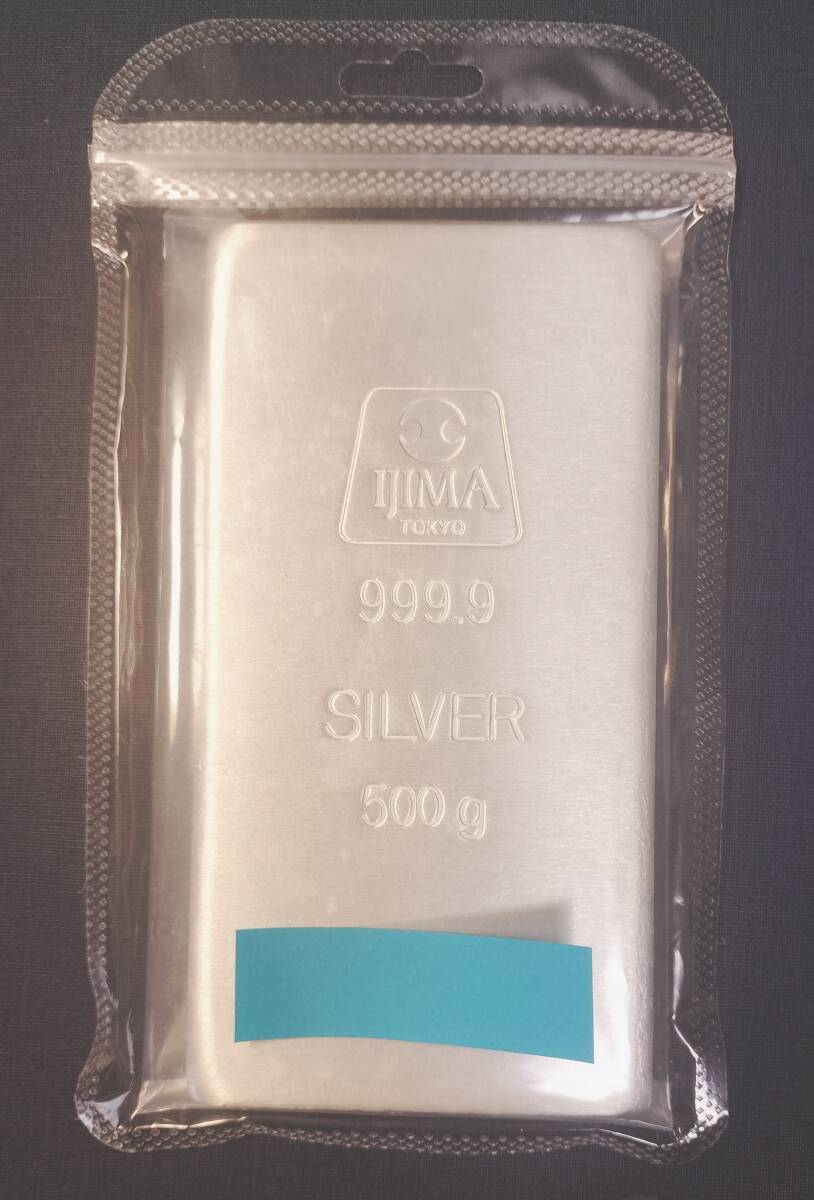 IJIMA
TOKYO
999.9
SILVER
500 g